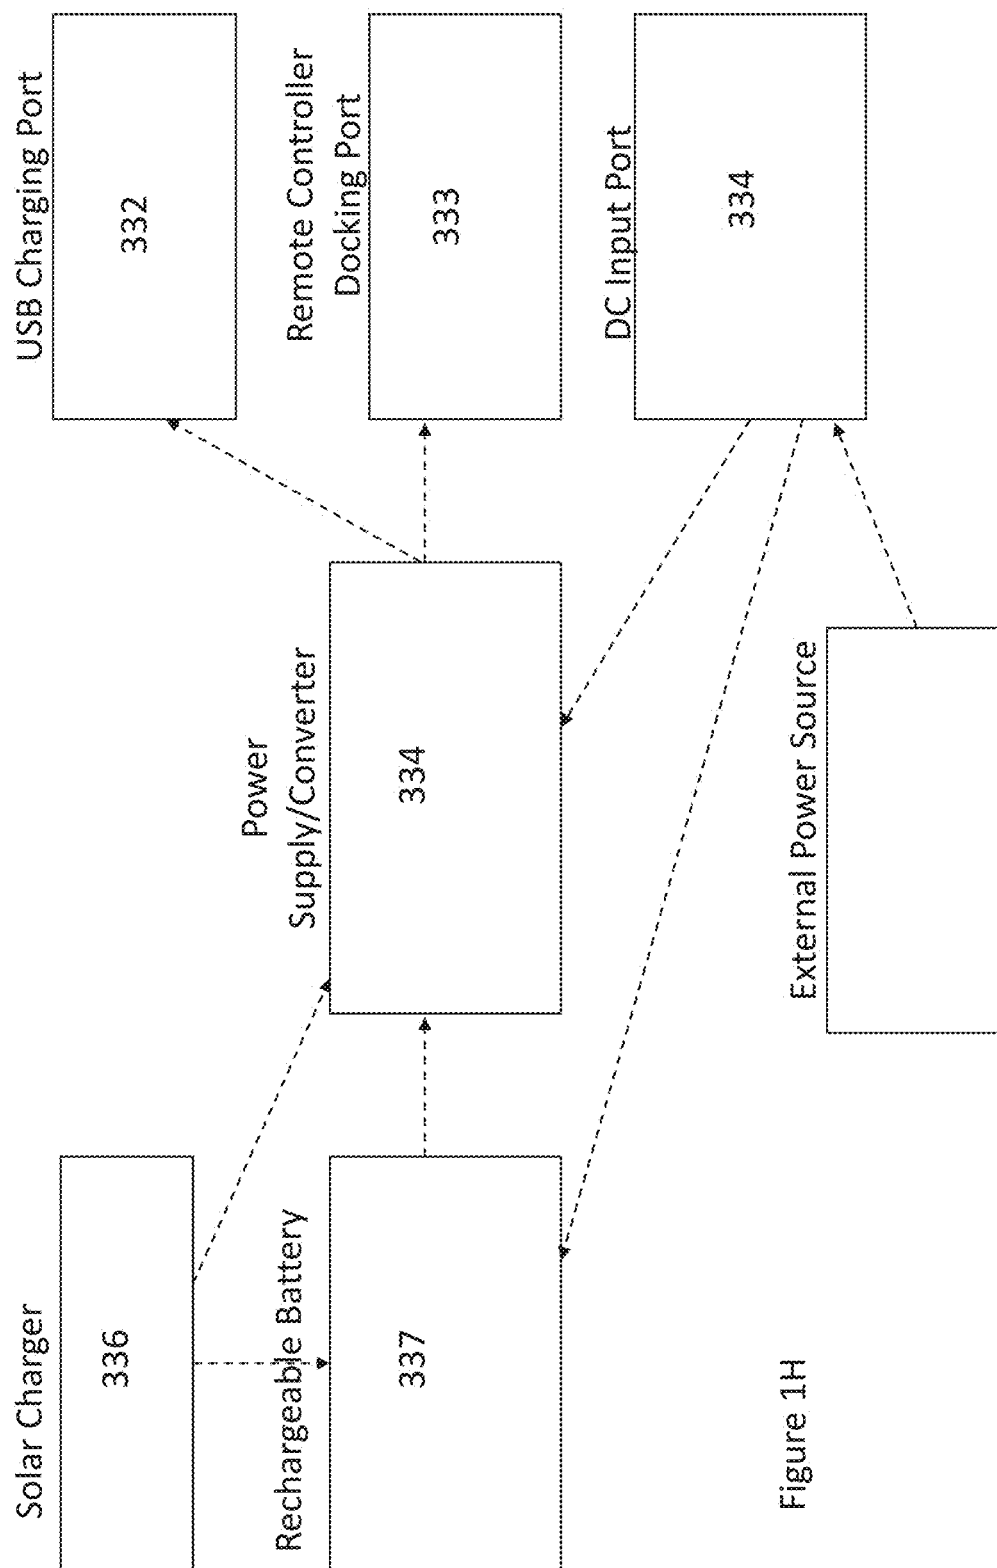 Solar Charger
336
Rechargeable Battery
337
Power
Supply/Converter
334
USB Charging Port
332
Remote Controller
Docking Port
333
DC Input Port
334
External Power Source
Figure 1H